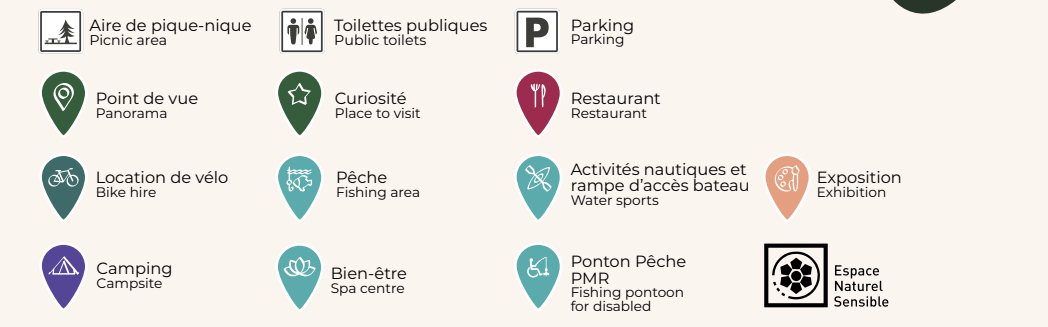 Aire de pique-nique
Picnic area
Toilettes publiques
Public toilets
P
Parking
Parking
Point de vue
Panorama
Curiosité
Place to visit
Restaurant
Restaurant
Location de vélo
Bike hire
Pêche
Fishing area
Activités nautiques et
rampe d'accès bateau
Water sports
Exposition
Exhibition
Camping
Campsite
Bien-être
Spa centre
Ponton Pêche
PMR
Fishing pontoon
for disabled
Espace
Naturel
Sensible